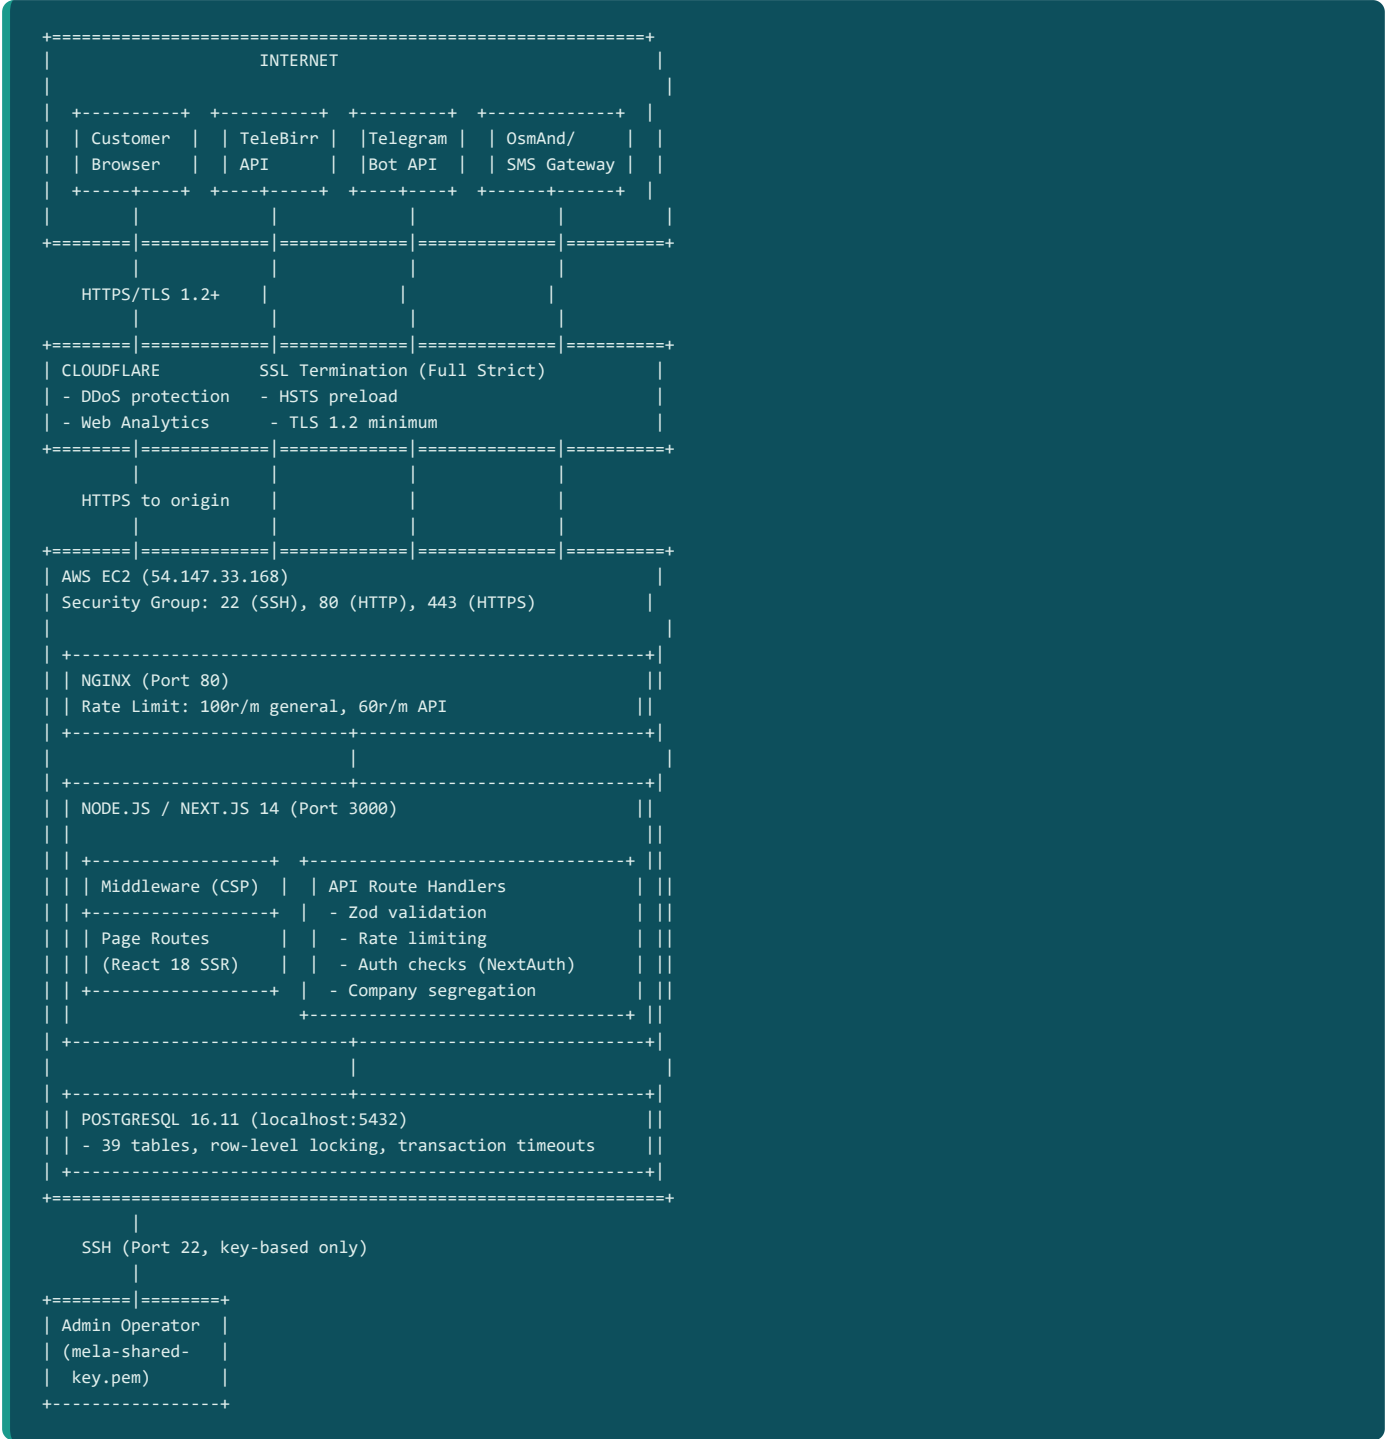 +============================================================+
|                     INTERNET                                |
|                                                              |
|  +----------+  +----------+  +---------+  +-------------+  |
|  | Customer  |  | TeleBirr |  |Telegram |  | OsmAnd/     |  |
|  | Browser   |  | API      |  |Bot API  |  | SMS Gateway |  |
|  +-----+----+  +----+-----+  +----+----+  +------+------+  |
|        |             |             |              |          |
+========|=============|=============|==============|==========+
         |             |             |              |
    HTTPS/TLS 1.2+    |             |              |
         |             |             |              |
+========|=============|=============|==============|==========+
| CLOUDFLARE          SSL Termination (Full Strict)           |
| - DDoS protection   - HSTS preload                          |
| - Web Analytics      - TLS 1.2 minimum                      |
+========|=============|=============|==============|==========+
         |             |             |              |
    HTTPS to origin    |             |              |
         |             |             |              |
+========|=============|=============|==============|==========+
| AWS EC2 (54.147.33.168)                                     |
| Security Group: 22 (SSH), 80 (HTTP), 443 (HTTPS)           |
|                                                              |
| +----------------------------------------------------------+|
| | NGINX (Port 80)                                          ||
| | Rate Limit: 100r/m general, 60r/m API                   ||
| +----------------------------+-----------------------------+|
|                              |                               |
| +----------------------------+-----------------------------+|
| | NODE.JS / NEXT.JS 14 (Port 3000)                        ||
| |                                                          ||
| | +------------------+  +--------------------------------+ ||
| | | Middleware (CSP)  |  | API Route Handlers             | ||
| | +------------------+  |  - Zod validation               | ||
| | | Page Routes       |  |  - Rate limiting               | ||
| | | (React 18 SSR)    |  |  - Auth checks (NextAuth)      | ||
| | +------------------+  |  - Company segregation          | ||
| |                       +--------------------------------+ ||
| +----------------------------+-----------------------------+|
|                              |                               |
| +----------------------------+-----------------------------+|
| | POSTGRESQL 16.11 (localhost:5432)                        ||
| | - 39 tables, row-level locking, transaction timeouts     ||
| +----------------------------------------------------------+|
+==============================================================+
         |
    SSH (Port 22, key-based only)
         |
+========|========+
| Admin Operator  |
| (mela-shared-   |
|  key.pem)       |
+-----------------+